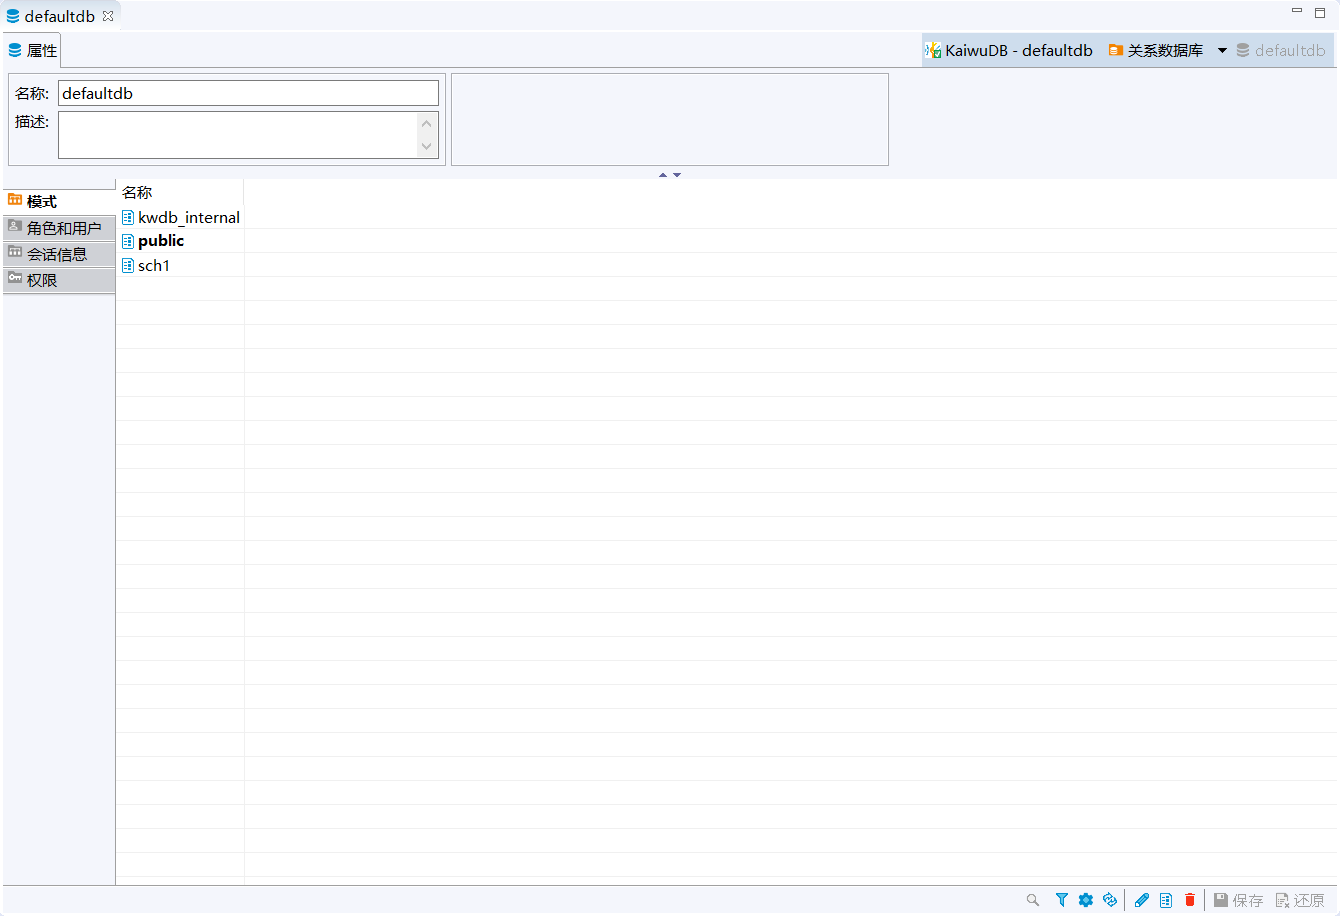 defaultdb
属性
KaiwuDB - defaultdb 关系数据库 defaultdb
名称: defaultdb
描述:
模式
角色和用户
会话信息
权限
名称
kwdb_internal
public
sch1
保存 还原